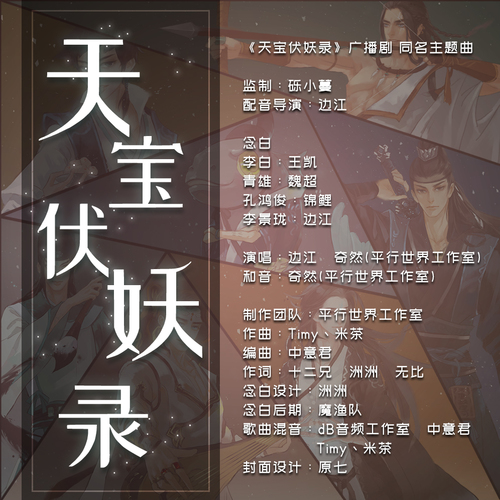 天宝伏妖录
《天宝伏妖录》广播剧 同名主题曲
监制：砾小蔓
配音导演：边江
念白
李白：王凯
青雄：魏超
孔鸿俊：锦鲤
李景珑：边江
演唱：边江 奇然(平行世界工作室)
和音：奇然(平行世界工作室)
制作团队：平行世界工作室
作曲：Timy、米茶
编曲：中意君
作词：十二兄 洲洲 无比
念白设计：洲洲
念白后期：魔渔队
歌曲混音：dB音频工作室 中意君
Timy、米茶
封面设计：原七